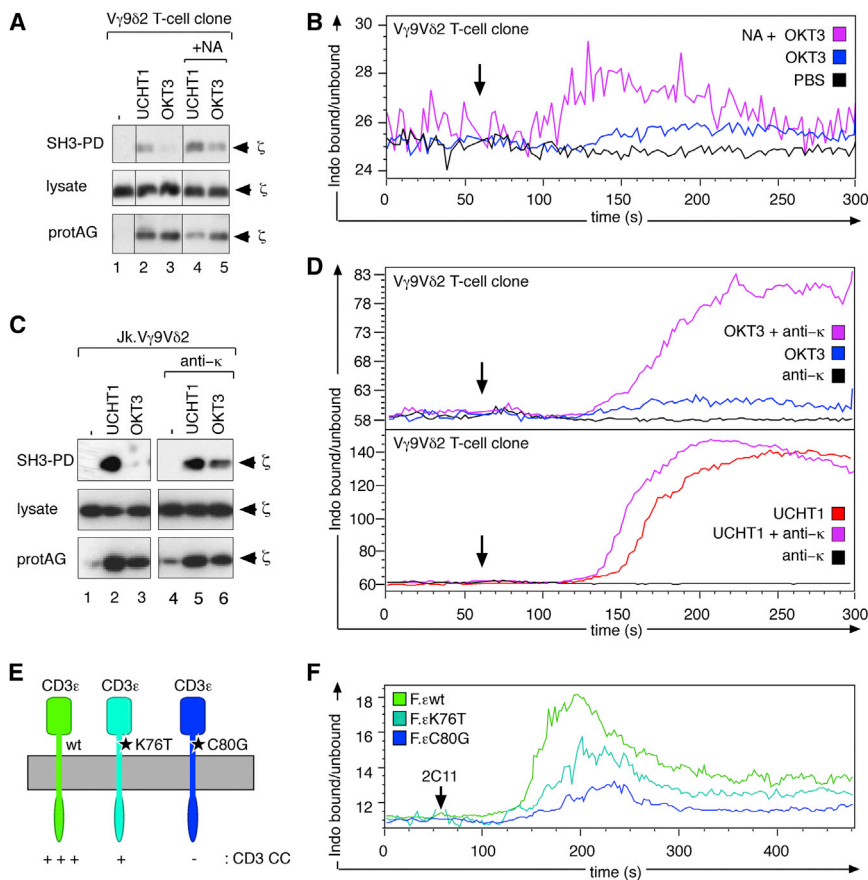 A
Vγ9δ2 T-cell clone
+NA
- UCHT1 OKT3 UCHT1 OKT3
SH3-PD ζ
lysate ζ
protAG ζ
1 2 3 4 5
B
Vγ9Vδ2 T-cell clone
NA + OKT3
OKT3
PBS
Indo bound/unbound
28
26
24
0 50 100 150 200 250 300
time (s)
C
Jk.Vγ9Vδ2
anti-κ
- UCHT1 OKT3 - UCHT1 OKT3
SH3-PD ζ
lysate ζ
protAG ζ
1 2 3 4 5 6
D
Vγ9Vδ2 T-cell clone
83
78
73
68
63
58
OKT3 + anti-κ
OKT3
anti-κ
Indo bound/unbound
Vγ9Vδ2 T-cell clone
140
120
100
80
60
UCHT1
UCHT1 + anti-κ
anti-κ
0 50 100 150 200 250 300
time (s)
E
CD3ε CD3ε CD3ε
wt K76T C80G
+++ + - : CD3 CC
F
F.εwt
F.εK76T
F.εC80G
2C11
Indo bound/unbound
18
16
14
12
0 100 200 300 400
time (s)